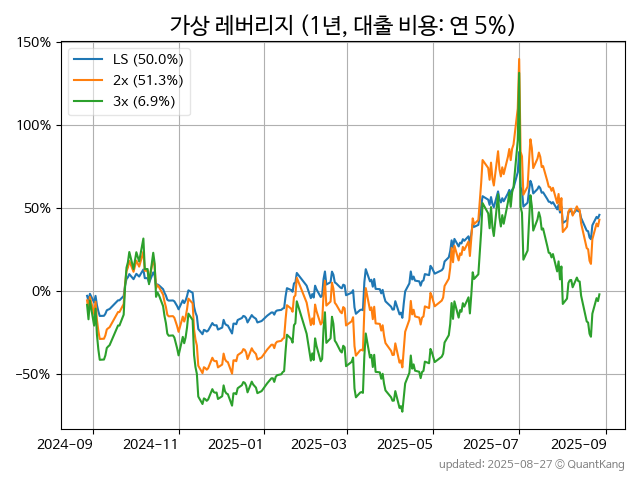 가상 레버리지 (1년, 대출 비용: 연 5%)
150%
100%
50%
0%
−50%
LS (50.0%)
2x (51.3%)
3x (6.9%)
2024-09 2024-11 2025-01 2025-03 2025-05 2025-07 2025-09
updated: 2025-08-27 © QuantKang